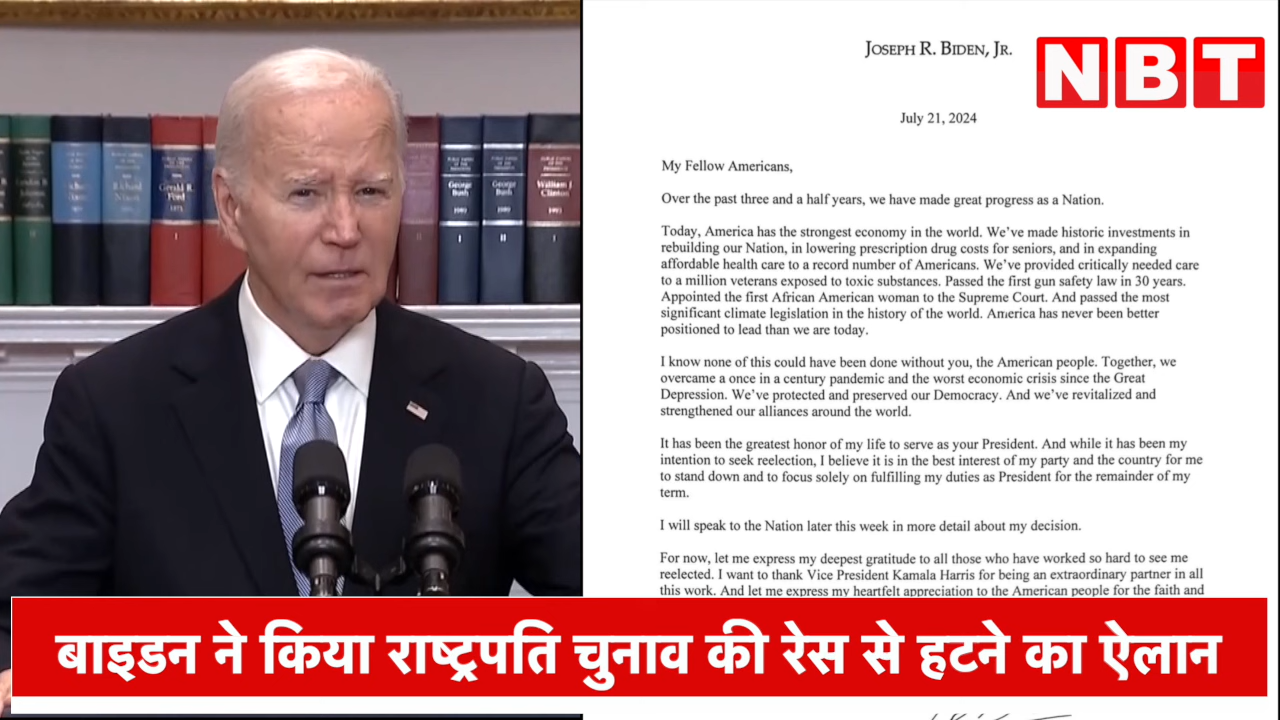 JOSEPH R. BIDEN, JR.
NBT
July 21, 2024
My Fellow Americans,
Over the past three and a half years, we have made great progress as a Nation.
Today, America has the strongest economy in the world. We've made historic investments in
rebuilding our Nation, in lowering prescription drug costs for seniors, and in expanding
affordable health care to a record number of Americans. We've provided critically needed care
to a million veterans exposed to toxic substances. Passed the first gun safety law in 30 years.
Appointed the first African American woman to the Supreme Court. And passed the most
significant climate legislation in the history of the world. America has never been better
positioned to lead than we are today.
I know none of this could have been done without you, the American people. Together, we
overcame a once in a century pandemic and the worst economic crisis since the Great
Depression. We've protected and preserved our Democracy. And we've revitalized and
strengthened our alliances around the world.
It has been the greatest honor of my life to serve as your President. And while it has been my
intention to seek reelection, I believe it is in the best interest of my party and the country for me
to stand down and to focus solely on fulfilling my duties as President for the remainder of my
term.
I will speak to the Nation later this week in more detail about my decision.
For now, let me express my deepest gratitude to all those who have worked so hard to see me
reelected. I want to thank Vice President Kamala Harris for being an extraordinary partner in all
this work. And let me express my heartfelt appreciation to the American people for the faith and
Richard
Nixon
Gerald R.
Ford
I
George
Bush
I
George
Bush
II
William J
Clinton
I
बाइडन ने किया राष्ट्रपति चुनाव की रेस से हटने का ऐलान